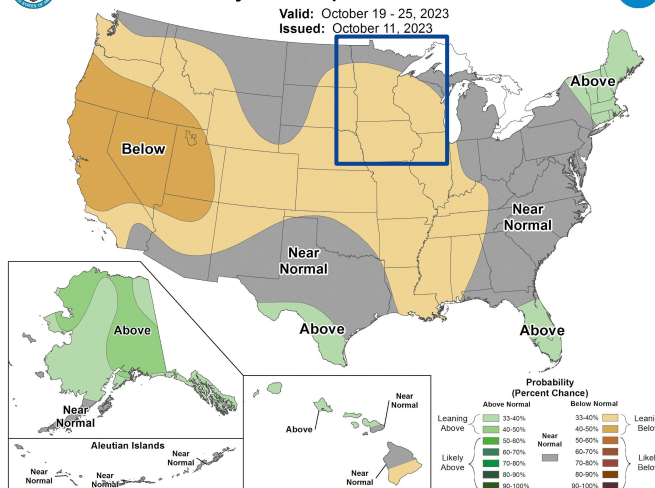 Valid: October 19 - 25, 2023
Issued: October 11, 2023
Above
Below
Near
Normal
Near
Normal
Above
Above
Above
Near
Normal
Aleutian Islands
Near
Normal
Near
Normal
Near
Normal
Above
Near
Normal
Near
Normal
Probability
(Percent Chance)
Above Normal
Below Normal
Leaning
Above
33-40%
40-50%
Likely
Above
50-60%
60-70%
70-80%
80-90%
90-100%
Near
Normal
33-40%
40-50%
50-60%
60-70%
70-80%
80-90%
90-100%